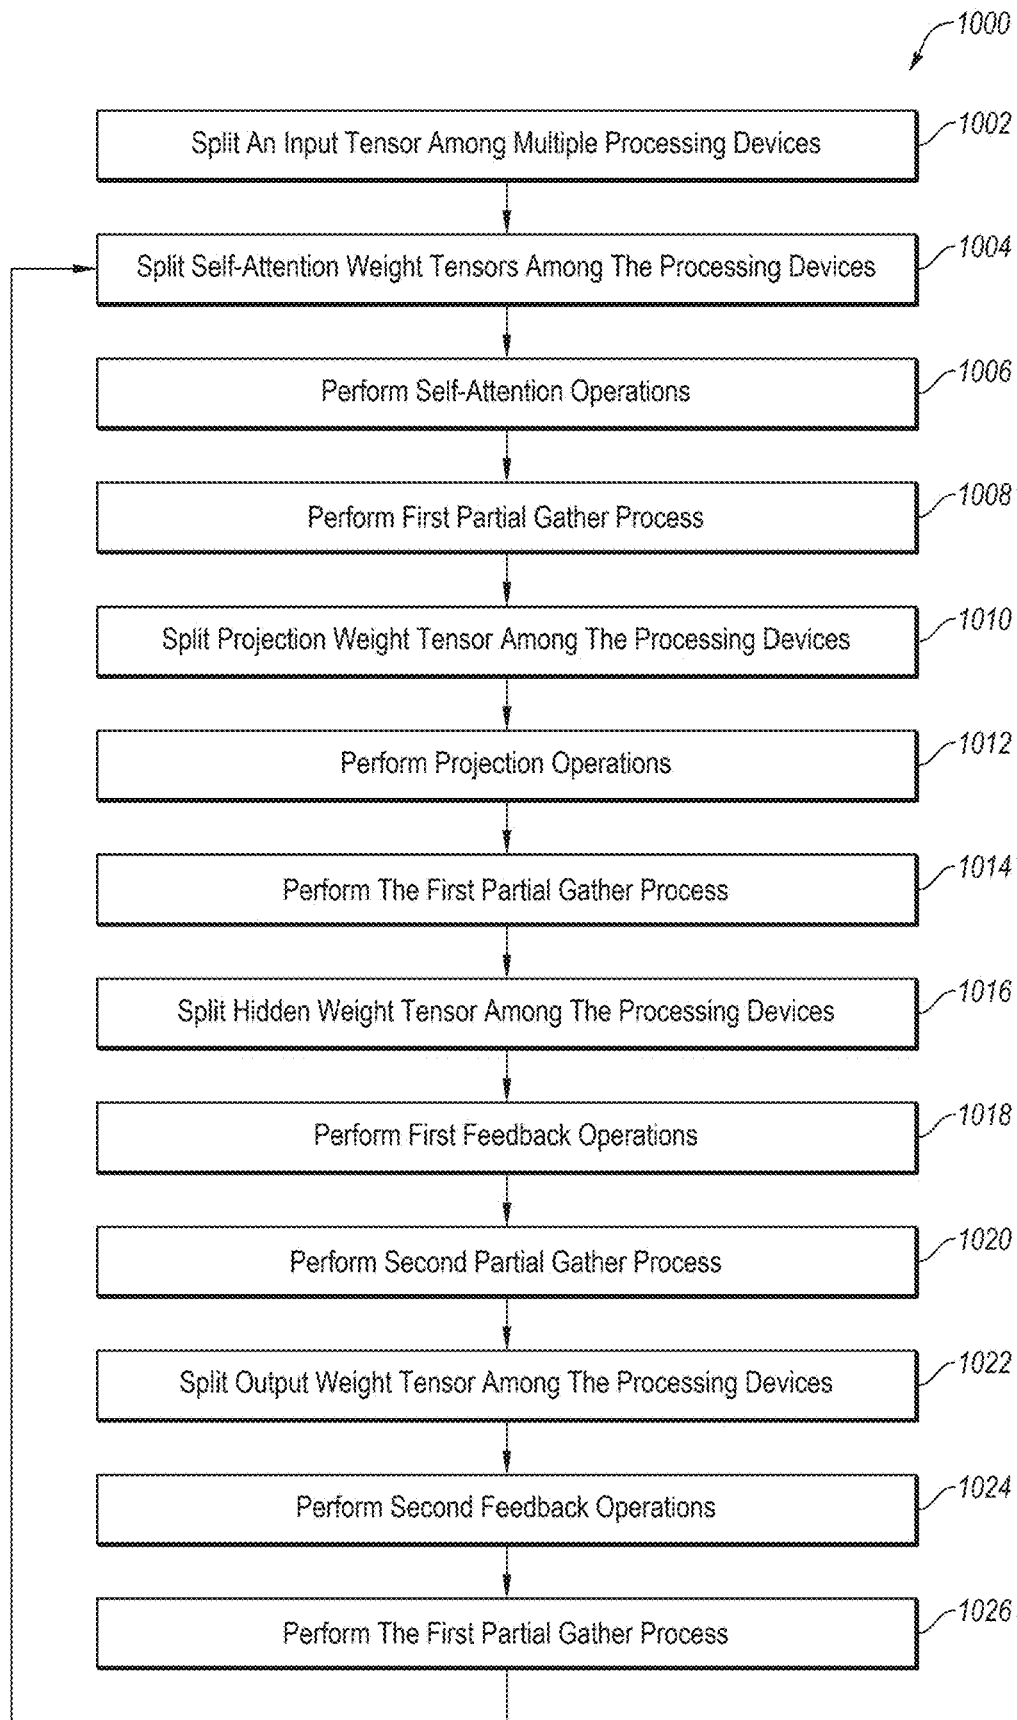 1000
Split An Input Tensor Among Multiple Processing Devices
1002
Split Self-Attention Weight Tensors Among The Processing Devices
1004
Perform Self-Attention Operations
1006
Perform First Partial Gather Process
1008
Split Projection Weight Tensor Among The Processing Devices
1010
Perform Projection Operations
1012
Perform The First Partial Gather Process
1014
Split Hidden Weight Tensor Among The Processing Devices
1016
Perform First Feedback Operations
1018
Perform Second Partial Gather Process
1020
Split Output Weight Tensor Among The Processing Devices
1022
Perform Second Feedback Operations
1024
Perform The First Partial Gather Process
1026